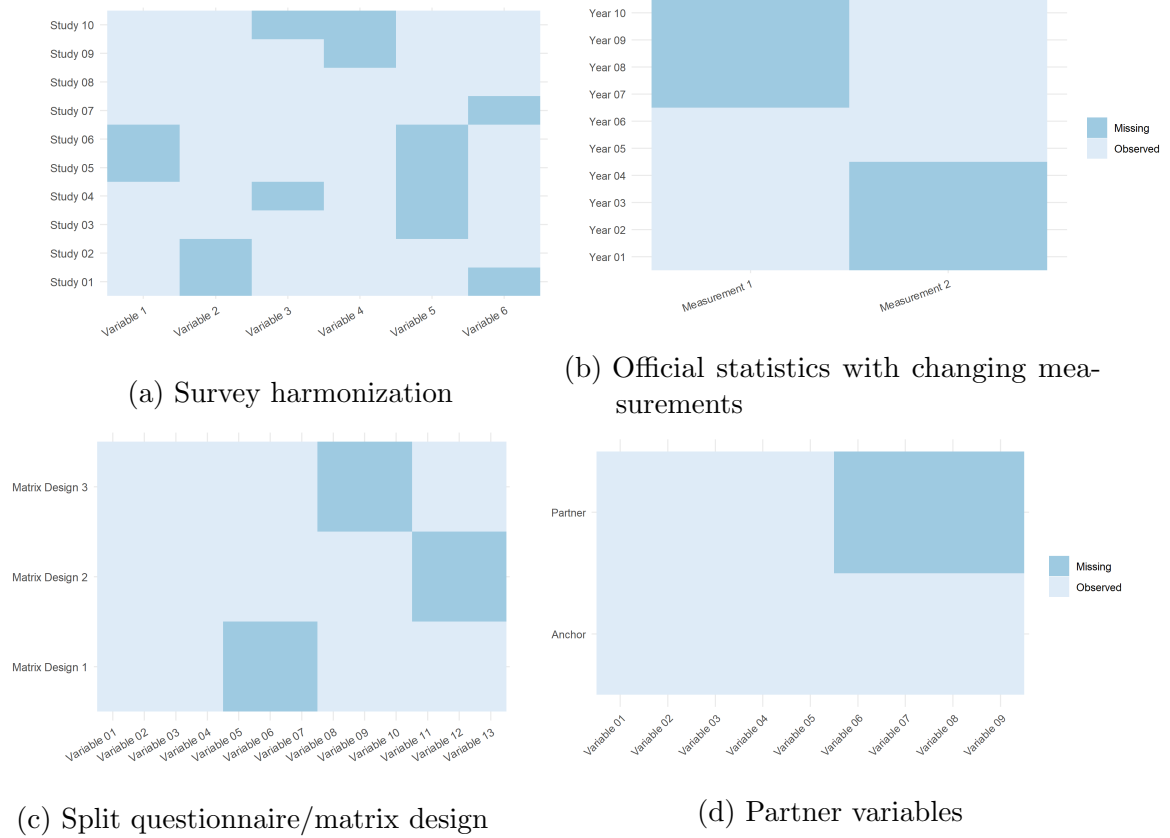 Study 10
Study 09
Study 08
Study 07
Study 06
Study 05
Study 04
Study 03
Study 02
Study 01
Variable 1
Variable 2
Variable 3
Variable 4
Variable 5
Variable 6
(a) Survey harmonization
Year 10
Year 09
Year 08
Year 07
Year 06
Year 05
Year 04
Year 03
Year 02
Year 01
Measurement 1
Measurement 2
Missing
Observed
(b) Official statistics with changing mea-
surements
Matrix Design 3
Matrix Design 2
Matrix Design 1
Variable 01
Variable 02
Variable 03
Variable 04
Variable 05
Variable 06
Variable 07
Variable 08
Variable 09
Variable 10
Variable 11
Variable 12
Variable 13
(c) Split questionnaire/matrix design
Partner
Anchor
Variable 01
Variable 02
Variable 03
Variable 04
Variable 05
Variable 06
Variable 07
Variable 08
Variable 09
Missing
Observed
(d) Partner variables